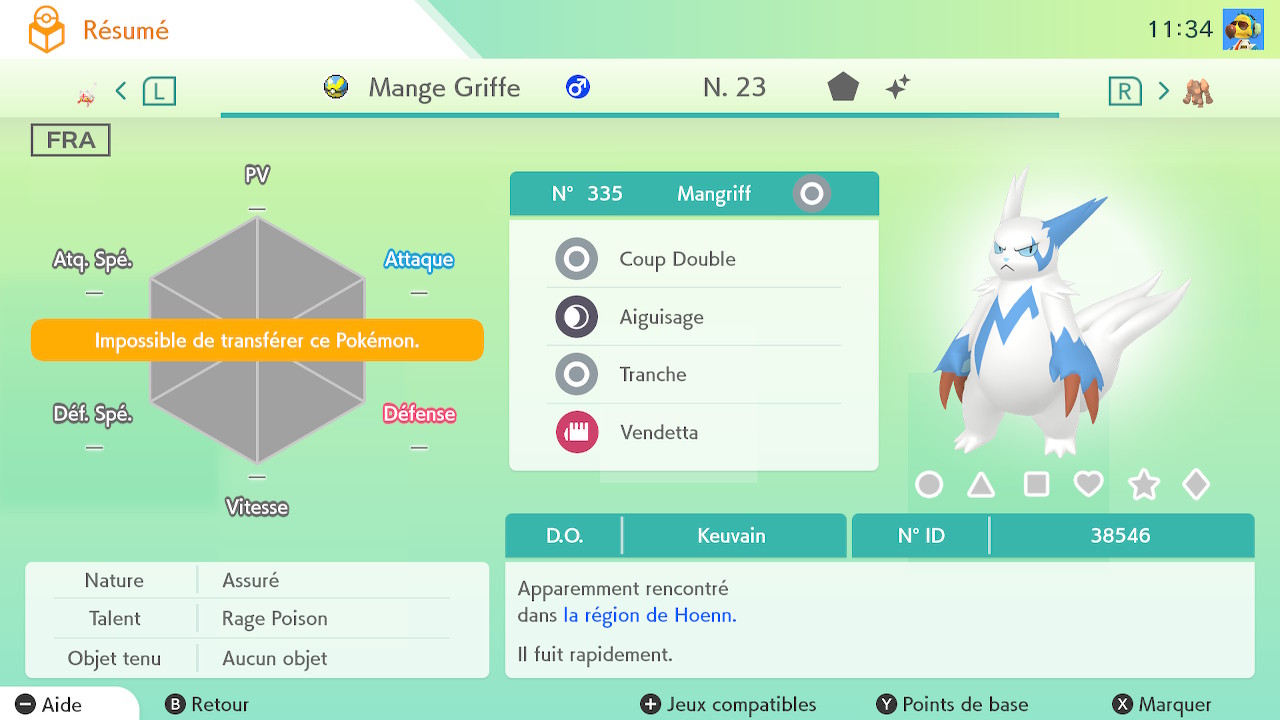 Résumé
11:34
L
Mange Griffe
N. 23
R
FRA
PV
—
Atq. Spé.
—
Attaque
—
Impossible de transférer ce Pokémon.
Déf. Spé.
—
Défense
—
—
Vitesse
N° 335 Mangriff
Coup Double
Aiguisage
Tranche
Vendetta
D.O. Keuvain
N° ID 38546
Apparemment rencontré
dans la région de Hoenn.
Il fuit rapidement.
Nature Assuré
Talent Rage Poison
Objet tenu Aucun objet
Aide
B Retour
Jeux compatibles
Y Points de base
X Marquer